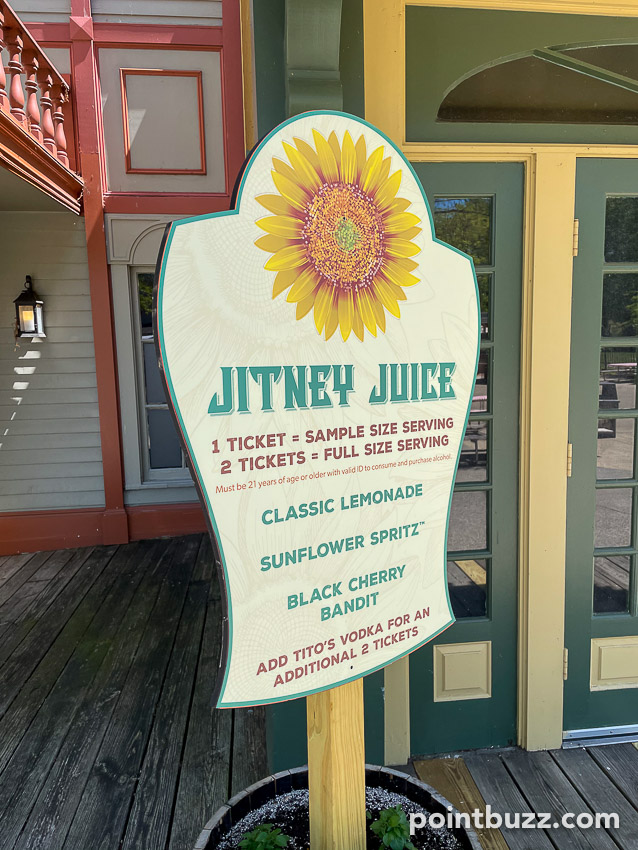 JITNEY JUICE
1 TICKET = SAMPLE SIZE SERVING
2 TICKETS = FULL SIZE SERVING
Must be 21 years of age or older with valid ID to consume and purchase alcohol.
CLASSIC LEMONADE
SUNFLOWER SPRITZ™
BLACK CHERRY
BANDIT
ADD TITO'S VODKA FOR AN
ADDITIONAL 2 TICKETS
pointbuzz.com